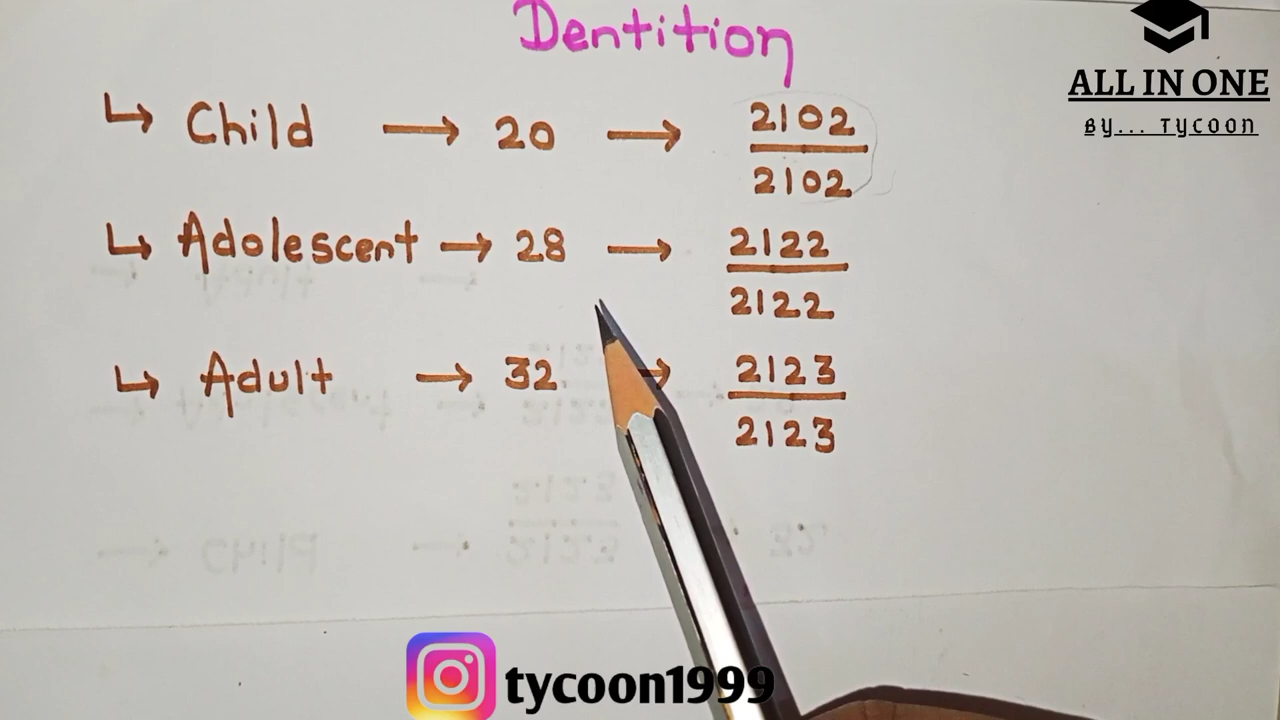 Dentition
ALL IN ONE
BY... TYCOON
↳ Child → 20 → 2102
2102
↳ Adolescent → 28 → 2122
2122
↳ Adult → 32 → 2123
2123
tycoon1999